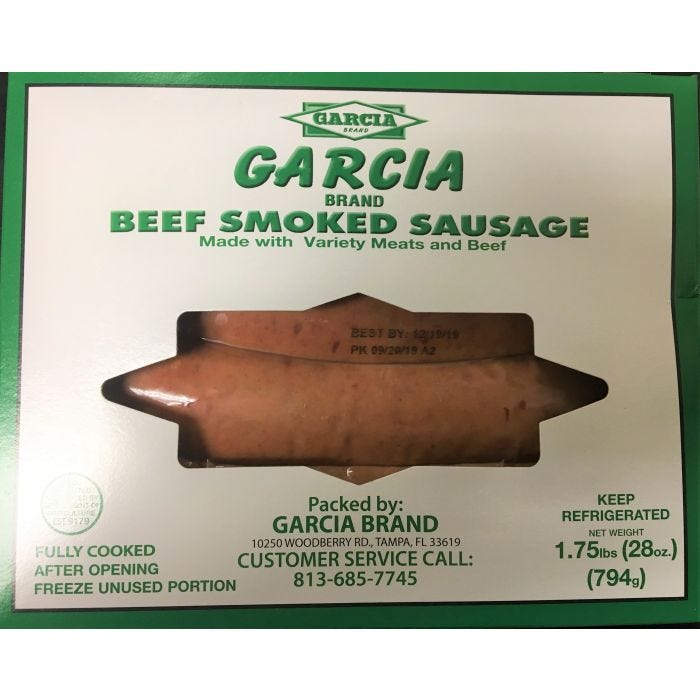 GARCIA
BRAND
GARCIA
BRAND
BEEF SMOKED SAUSAGE
Made with Variety Meats and Beef
BEST BY: 12/19/19
PK 09/20/19 A2
EST.9179
FULLY COOKED
AFTER OPENING
FREEZE UNUSED PORTION
Packed by:
GARCIA BRAND
10250 WOODBERRY RD., TAMPA, FL 33619
CUSTOMER SERVICE CALL:
813-685-7745
KEEP
REFRIGERATED
NET WEIGHT
1.75lbs (28oz.)
(794g)